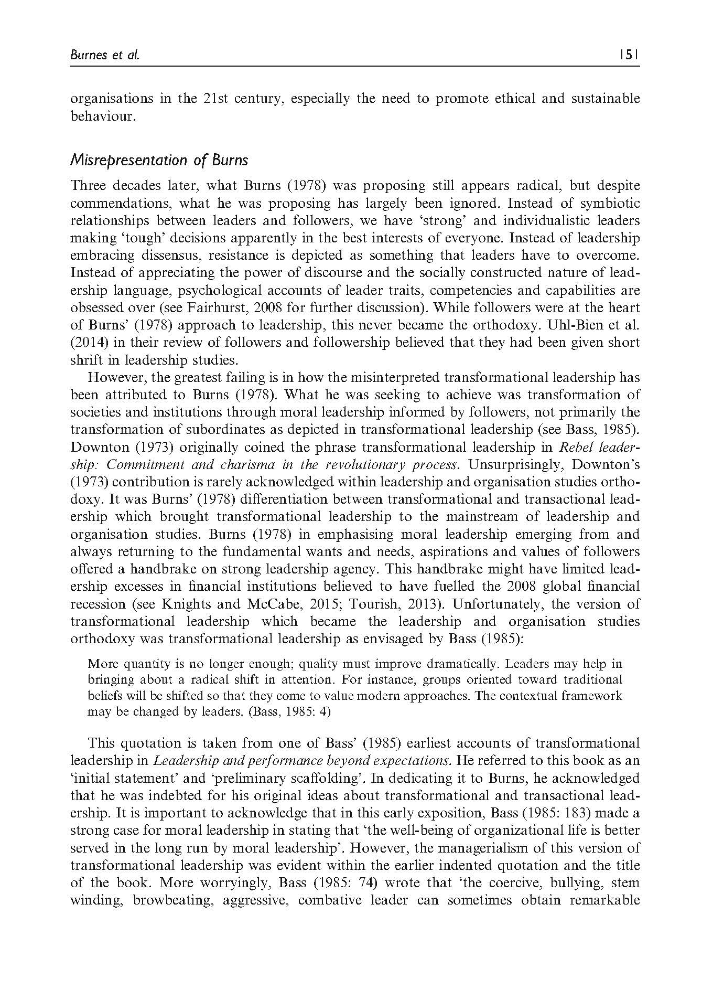 Burnes et al. 151
organisations in the 21st century, especially the need to promote ethical and sustainable
behaviour.
Misrepresentation of Burns
Three decades later, what Burns (1978) was proposing still appears radical, but despite
commendations, what he was proposing has largely been ignored. Instead of symbiotic
relationships between leaders and followers, we have ‘strong’ and individualistic leaders
making ‘tough’ decisions apparently in the best interests of everyone. Instead of leadership
embracing dissensus, resistance is depicted as something that leaders have to overcome.
Instead of appreciating the power of discourse and the socially constructed nature of lead-
ership language, psychological accounts of leader traits, competencies and capabilities are
obsessed over (see Fairhurst, 2008 for further discussion). While followers were at the heart
of Burns’ (1978) approach to leadership, this never became the orthodoxy. Uhl-Bien et al.
(2014) in their review of followers and followership believed that they had been given short
shrift in leadership studies.
However, the greatest failing is in how the misinterpreted transformational leadership has
been attributed to Burns (1978). What he was seeking to achieve was transformation of
societies and institutions through moral leadership informed by followers, not primarily the
transformation of subordinates as depicted in transformational leadership (see Bass, 1985).
Downton (1973) originally coined the phrase transformational leadership in Rebel leader-
ship: Commitment and charisma in the revolutionary process. Unsurprisingly, Downton’s
(1973) contribution is rarely acknowledged within leadership and organisation studies ortho-
doxy. It was Burns’ (1978) differentiation between transformational and transactional lead-
ership which brought transformational leadership to the mainstream of leadership and
organisation studies. Burns (1978) in emphasising moral leadership emerging from and
always returning to the fundamental wants and needs, aspirations and values of followers
offered a handbrake on strong leadership agency. This handbrake might have limited lead-
ership excesses in financial institutions believed to have fuelled the 2008 global financial
recession (see Knights and McCabe, 2015; Tourish, 2013). Unfortunately, the version of
transformational leadership which became the leadership and organisation studies
orthodoxy was transformational leadership as envisaged by Bass (1985):
More quantity is no longer enough; quality must improve dramatically. Leaders may help in
bringing about a radical shift in attention. For instance, groups oriented toward traditional
beliefs will be shifted so that they come to value modern approaches. The contextual framework
may be changed by leaders. (Bass, 1985: 4)
This quotation is taken from one of Bass’ (1985) earliest accounts of transformational
leadership in Leadership and performance beyond expectations. He referred to this book as an
‘initial statement’ and ‘preliminary scaffolding’. In dedicating it to Burns, he acknowledged
that he was indebted for his original ideas about transformational and transactional lead-
ership. It is important to acknowledge that in this early exposition, Bass (1985: 183) made a
strong case for moral leadership in stating that ‘the well-being of organizational life is better
served in the long run by moral leadership’. However, the managerialism of this version of
transformational leadership was evident within the earlier indented quotation and the title
of the book. More worryingly, Bass (1985: 74) wrote that ‘the coercive, bullying, stem
winding, browbeating, aggressive, combative leader can sometimes obtain remarkable